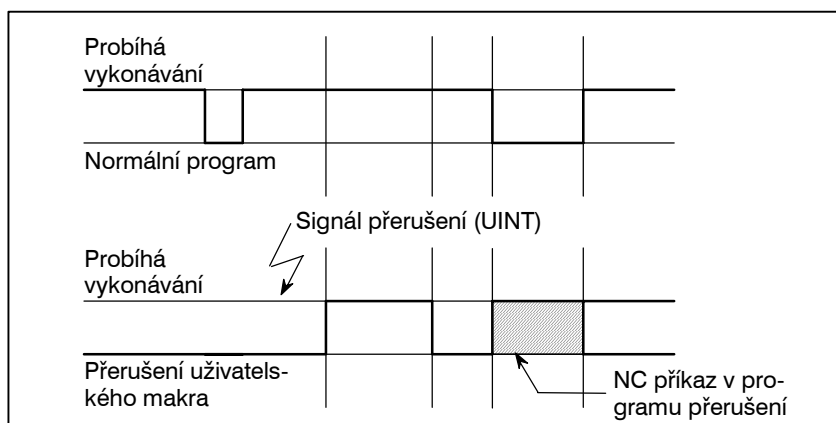 Probíhá
vykonávání
Normální program
Signál přerušení (UINT)
Probíhá
vykonávání
Přerušení uživatels-
kého makra
NC příkaz v pro-
gramu přerušení